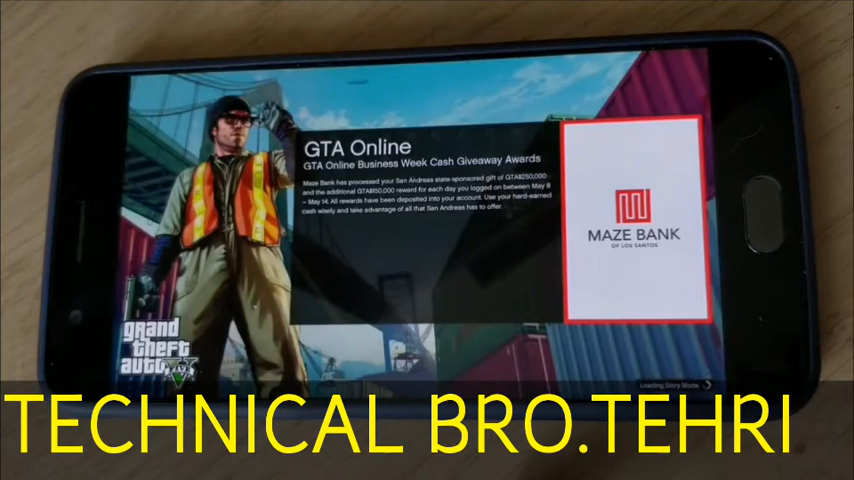 GTA Online
GTA Online Business Week Cash Giveaway Awards
Maze Bank has processed your San Andreas state-sponsored gift of GTA$250,000
and the additional GTA$150,000 reward for each day you logged on between May 8
– May 14. All rewards have been deposited into your account. Use your hard-earned
cash wisely and take advantage of all that San Andreas has to offer.
MAZE BANK
OF LOS SANTOS
grand
theft
auto V
FIVE
Loading Story Mode
TECHNICAL BRO.TEHRI